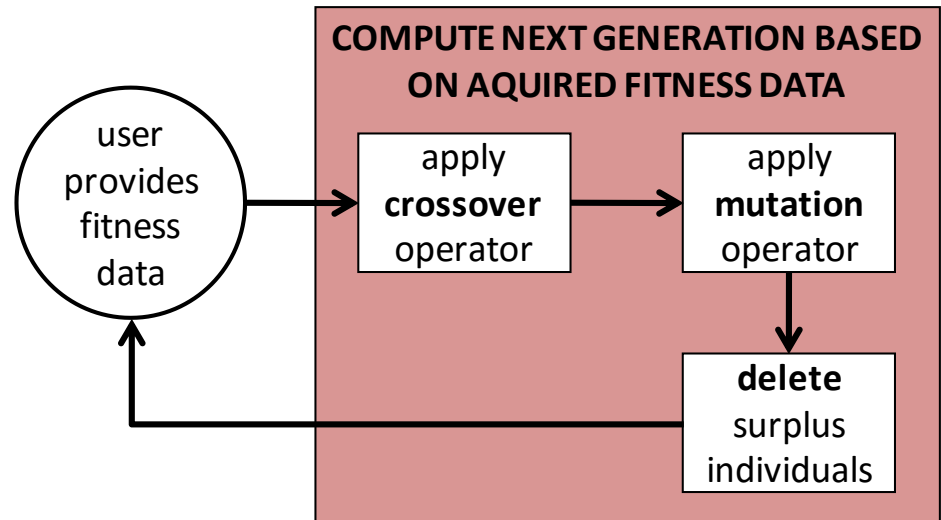 COMPUTE NEXT GENERATION BASED
ON AQUIRED FITNESS DATA
user
provides
fitness
data
apply
crossover
operator
apply
mutation
operator
delete
surplus
individuals